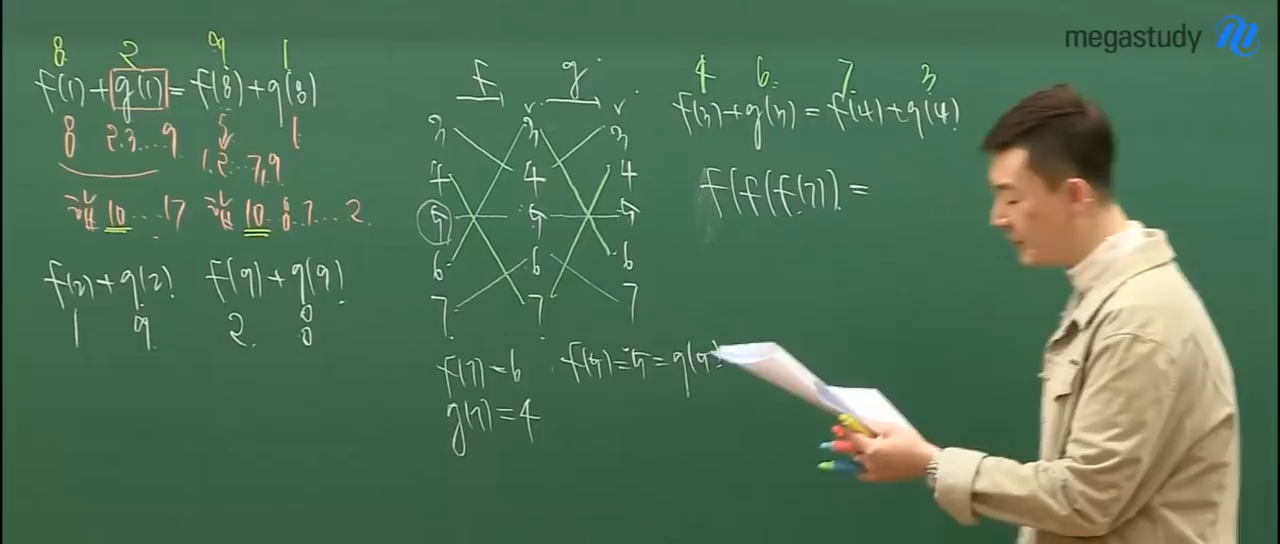 megastudy
8 2 9 1
f(1)+g(1)=f(8)+g(8)
8 2.3....9 5 1
1.2...7,9
10....17 10 8 7...2
f(2)+g(2) f(9)+g(9)
1 9 2 8
f g
3 3 3
4 4 4
5 5 5
6 6 6
7 7 7
f(7)=6 f(5)=5=g(5)
g(7)=4
4 6 7 3
f(3)+g(3)=f(4)+g(4)
f(f(f(7))=